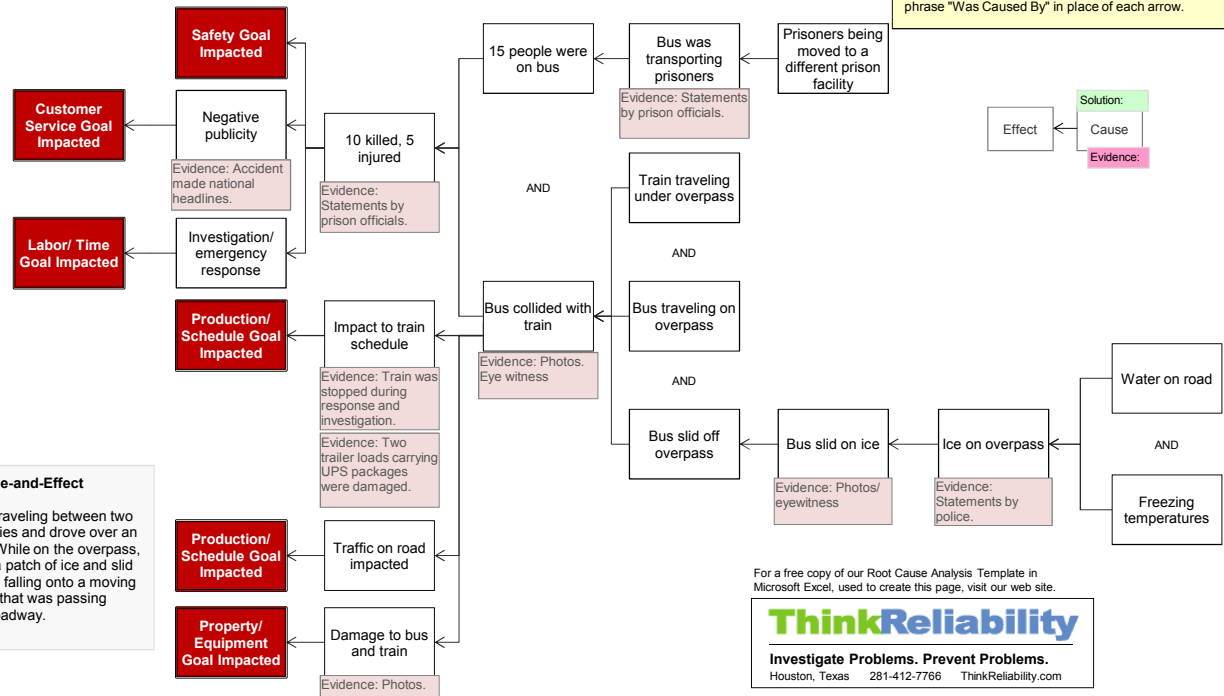 phrase "Was Caused By" in place of each arrow.
Safety Goal
Impacted
Customer
Service Goal
Impacted
Negative
publicity
Evidence: Accident
made national
headlines.
Labor/ Time
Goal Impacted
Investigation/
emergency
response
10 killed, 5
injured
Evidence:
Statements by
prison officials.
15 people were
on bus
Bus was
transporting
prisoners
Evidence: Statements
by prison officials.
Prisoners being
moved to a
different prison
facility
Solution:
Effect
Cause
Evidence:
AND
Train traveling
under overpass
AND
Production/
Schedule Goal
Impacted
Impact to train
schedule
Evidence: Train was
stopped during
response and
investigation.
Evidence: Two
trailer loads carrying
UPS packages
were damaged.
Bus collided with
train
Evidence: Photos.
Eye witness
Bus traveling on
overpass
AND
Bus slid off
overpass
Bus slid on ice
Evidence: Photos/
eyewitness
Ice on overpass
Evidence:
Statements by
police.
Water on road
AND
Freezing
temperatures
e-and-Effect
raveling between two
ies and drove over an
While on the overpass,
a patch of ice and slid
falling onto a moving
that was passing
adway.
Production/
Schedule Goal
Impacted
Traffic on road
impacted
Property/
Equipment
Goal Impacted
Damage to bus
and train
Evidence: Photos.
For a free copy of our Root Cause Analysis Template in
Microsoft Excel, used to create this page, visit our web site.
ThinkReliability
Investigate Problems. Prevent Problems.
Houston, Texas 281-412-7766 ThinkReliability.com